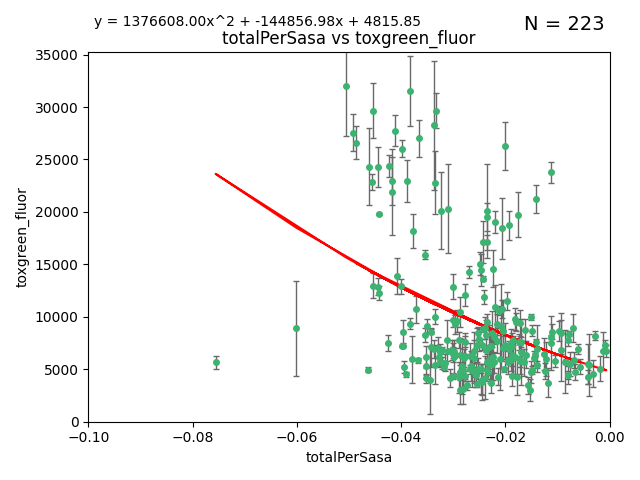 y = 1376608.00x^2 + -144856.98x + 4815.85
N = 223
totalPerSasa vs toxgreen_fluor
35000
30000
25000
20000
15000
10000
5000
0
toxgreen_fluor
−0.10
−0.08
−0.06
−0.04
−0.02
0.00
totalPerSasa